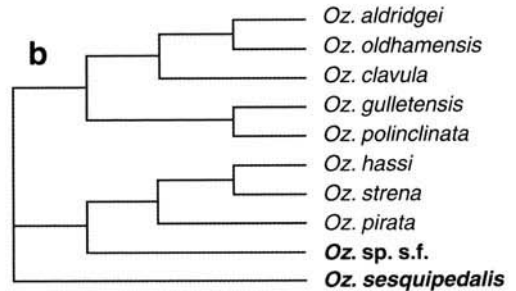 b
Oz. aldridgei
Oz. oldhamensis
Oz. clavula
Oz. gulletensis
Oz. polinclinata
Oz. hassi
Oz. strena
Oz. pirata
Oz. sp. s.f.
Oz. sesquipedalis